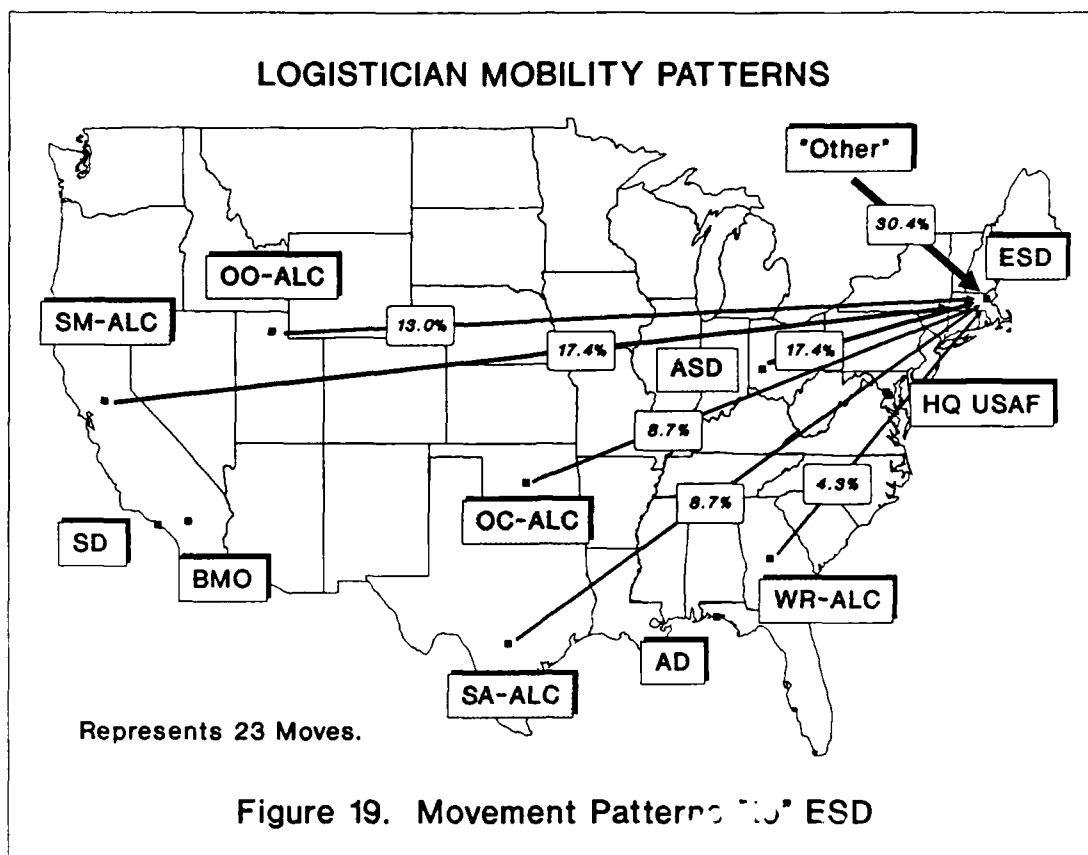 LOGISTICIAN MOBILITY PATTERNS
"Other"
30.4%
ESD
OO-ALC
SM-ALC
13.0%
17.4%
ASD
17.4%
HQ USAF
8.7%
4.3%
8.7%
OC-ALC
SD
BMO
WR-ALC
AD
SA-ALC
Represents 23 Moves.
Figure 19. Movement Patterns "to" ESD